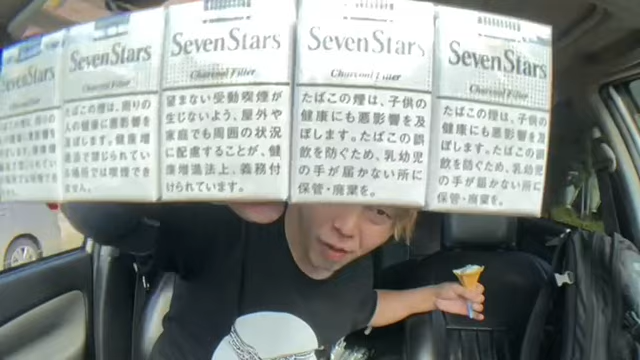 SevenStars
SevenStars
Charcoal Filter
たばこの煙は、周りの
人の健康に悪影響を
及ぼします。健康増
進法で禁じられてい
る場所では喫煙でき
ません。
SevenStars
Charcoal Filter
望まない受動喫煙が
生じないよう、屋外や
家庭でも周囲の状況
に配慮することが、健
康増進法上、義務付
けられています。
SevenStars
Charcoal Filter
たばこの煙は、子供の
健康にも悪影響を及
ぼします。たばこの誤
飲を防ぐため、乳幼児
の手が届かない所に
保管・廃棄を。
SevenStars
Charcoal Filter
たばこの煙は、子供の
健康にも悪影響を及
ぼします。たばこの誤
飲を防ぐため、乳幼児
の手が届かない所に
保管・廃棄を。